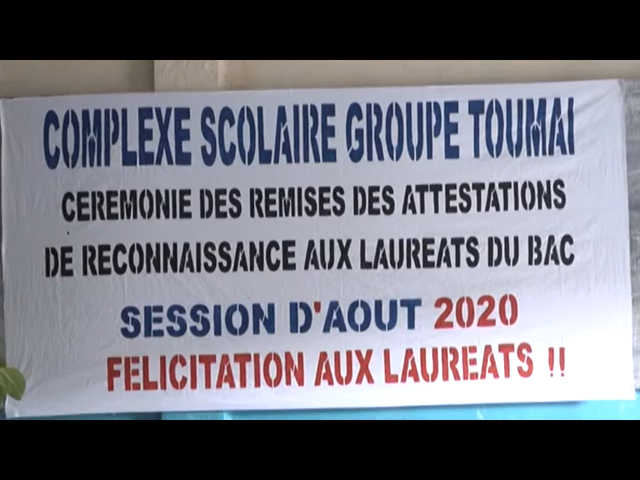 COMPLEXE SCOLAIRE GROUPE TOUMAI
CEREMONIE DES REMISES DES ATTESTATIONS
DE RECONNAISSANCE AUX LAUREATS DU BAC
SESSION D'AOUT 2020
FELICITATION AUX LAUREATS !!